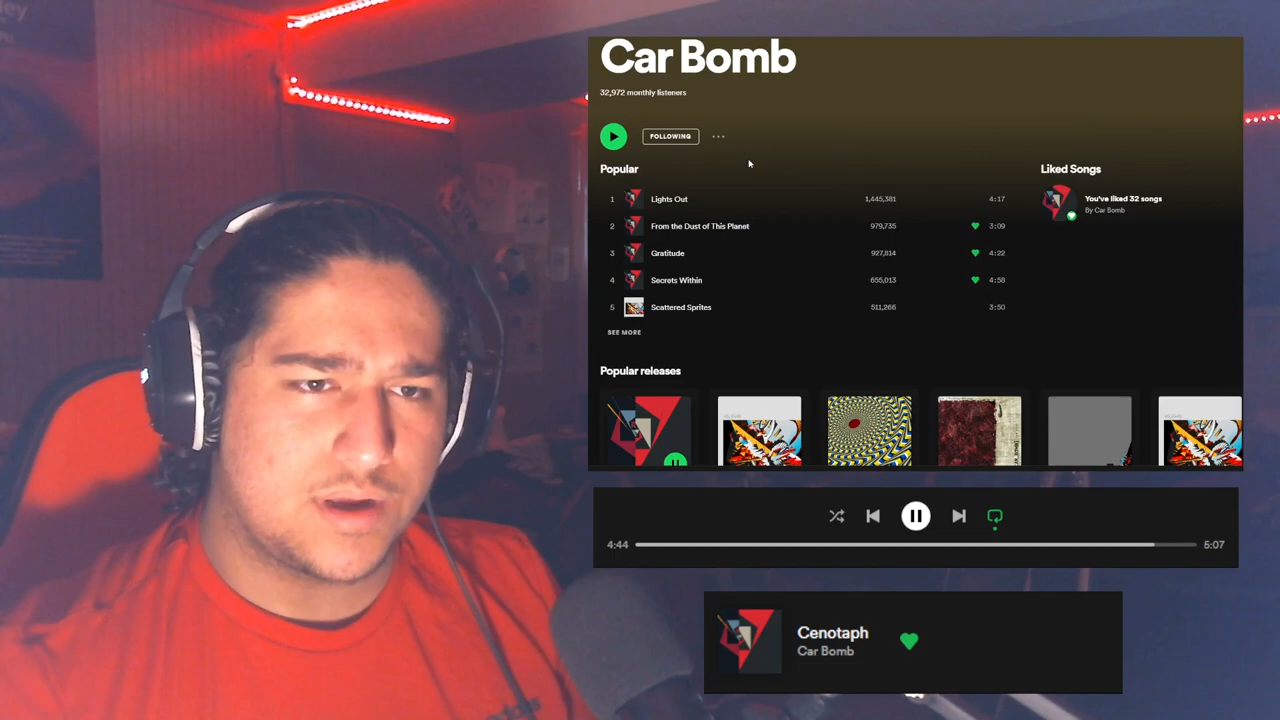 Car Bomb
32,972 monthly listeners
FOLLOWING
Popular
Liked Songs
1 Lights Out 1,445,381 4:17
You've liked 32 songs
By Car Bomb
2 From the Dust of This Planet 979,735 3:09
3 Gratitude 927,814 4:22
4 Secrets Within 655,013 4:58
5 Scattered Sprites 511,266 3:50
SEE MORE
Popular releases
4:44 5:07
Cenotaph
Car Bomb